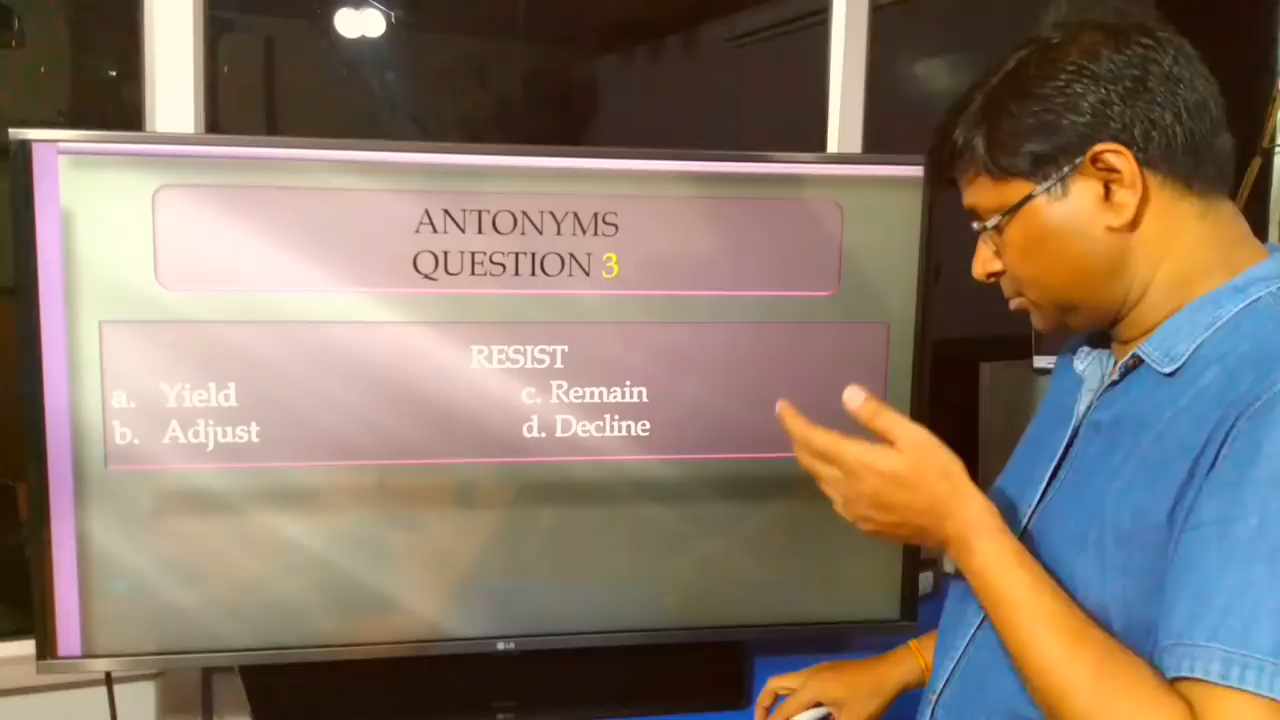 ANTONYMS
QUESTION 3
RESIST
a. Yield
c. Remain
b. Adjust
d. Decline
LG